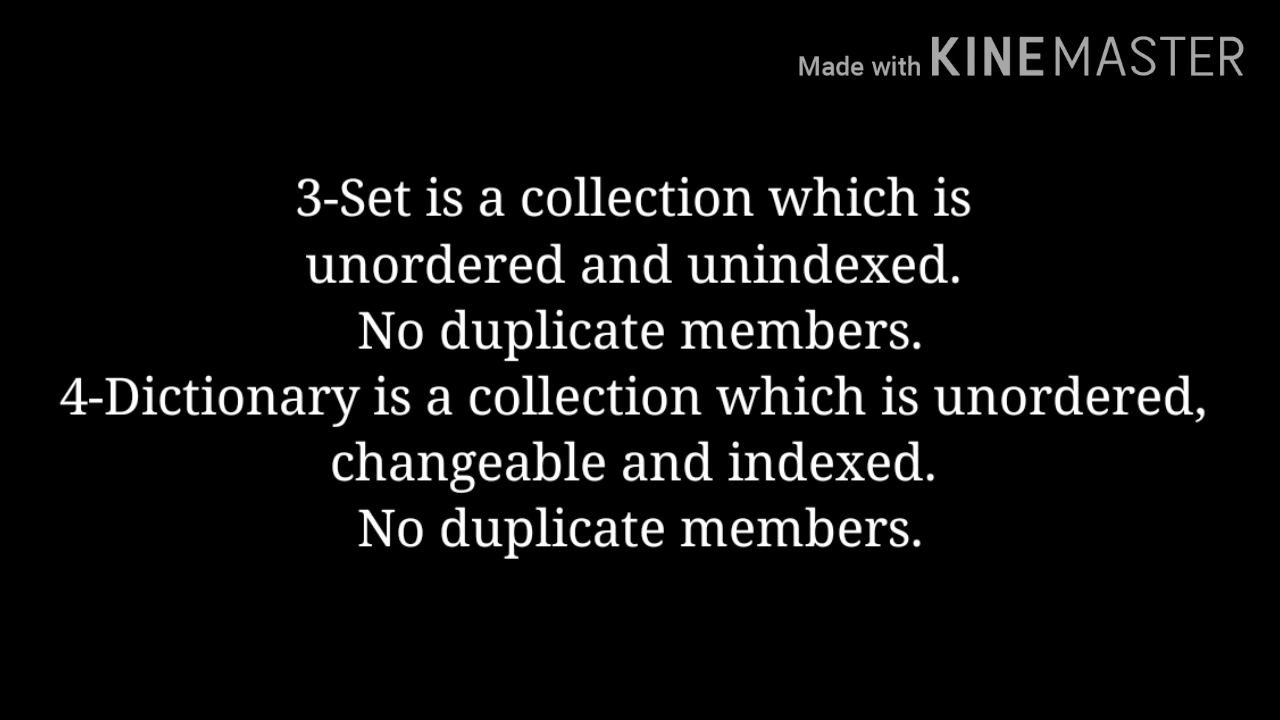 Made with KINEMASTER
3-Set is a collection which is
unordered and unindexed.
No duplicate members.
4-Dictionary is a collection which is unordered,
changeable and indexed.
No duplicate members.